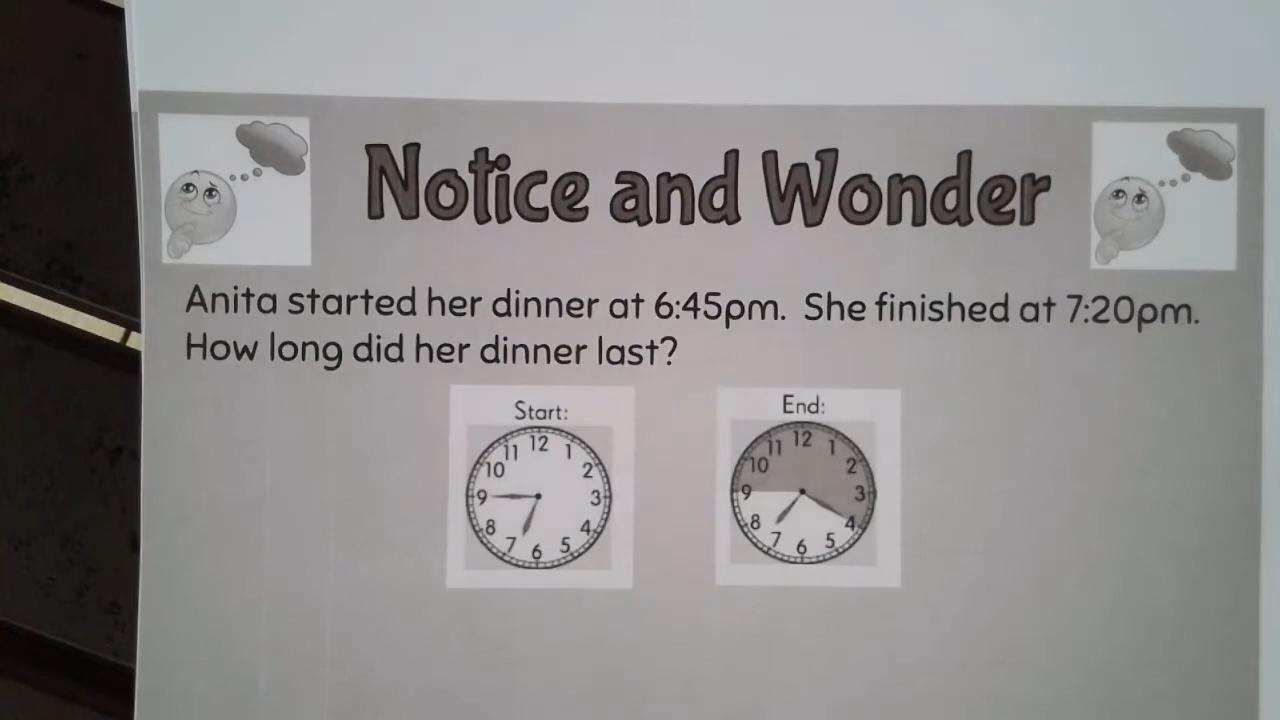 Notice and Wonder
Anita started her dinner at 6:45pm. She finished at 7:20pm.
How long did her dinner last?
Start:
12
11 1
10 2
9 3
8 4
7 5
6
End:
12
11 1
10 2
9 3
8 4
7 5
6